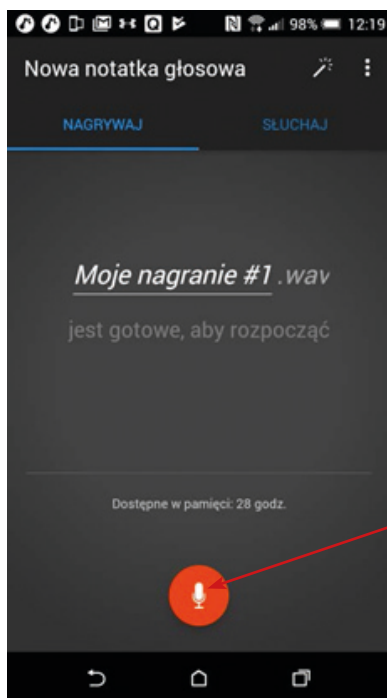 98% 12:19
Nowa notatka głosowa
NAGRYWAJ SŁUCHAJ
Moje nagranie #1 .wav
jest gotowe, aby rozpocząć
Dostępne w pamięci: 28 godz.